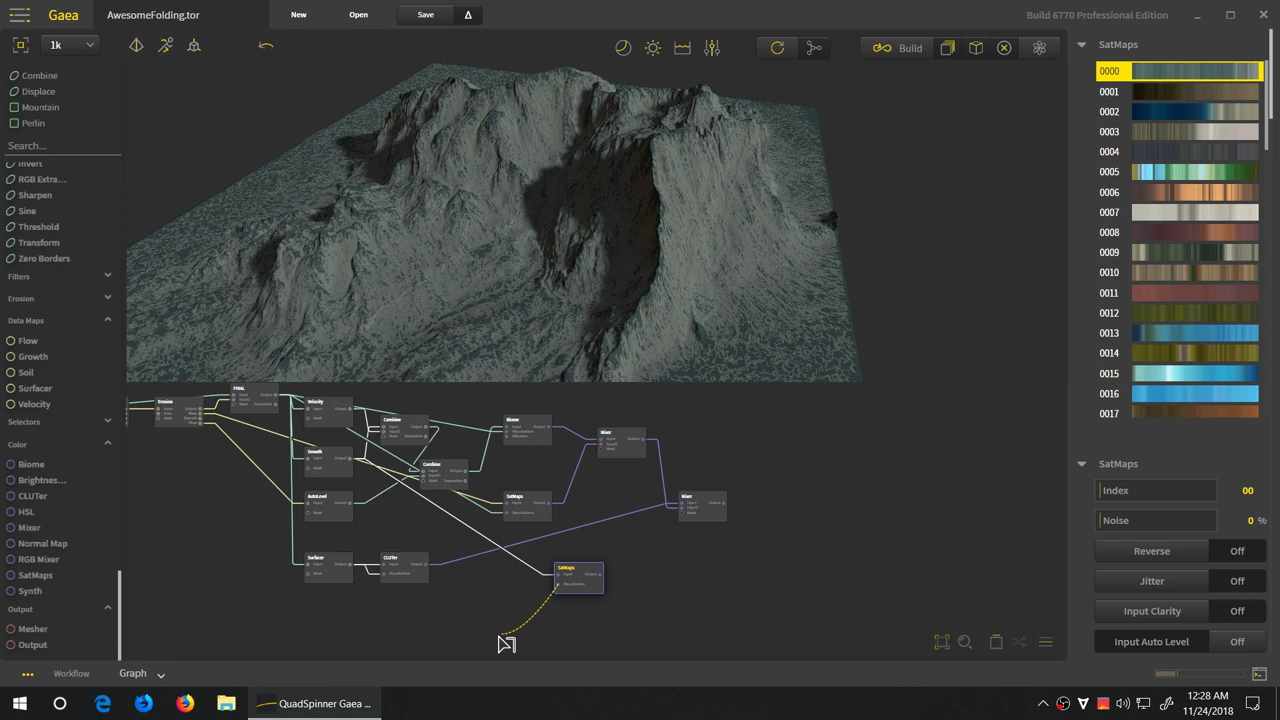 Gaea
AwesomeFolding.tor
New
Open
Save
Build 6770 Professional Edition
1k
Build
Combine
Displace
Mountain
Perlin
Search...
Invert
RGB Extra...
Sharpen
Sine
Threshold
Transform
Zero Borders
Filters
Erosion
Data Maps
Flow
Growth
Soil
Surfacer
Velocity
Selectors
Color
Biome
Brightnes...
CLUTer
HSL
Mixer
Normal Map
RGB Mixer
SatMaps
Synth
Output
Mesher
Output
Erosion
FINAL
Velocity
Combine
Biome
Mixer
Growth
Combine
AutoLevel
SatMaps
Mixer
Surfacer
CLUTer
SatMaps
SatMaps
0000
0001
0002
0003
0004
0005
0006
0007
0008
0009
0010
0011
0012
0013
0014
0015
0016
0017
SatMaps
Index 00
Noise 0 %
Reverse Off
Jitter Off
Input Clarity Off
Input Auto Level Off
Workflow
Graph
QuadSpinner Gaea ...
12:28 AM
11/24/2018